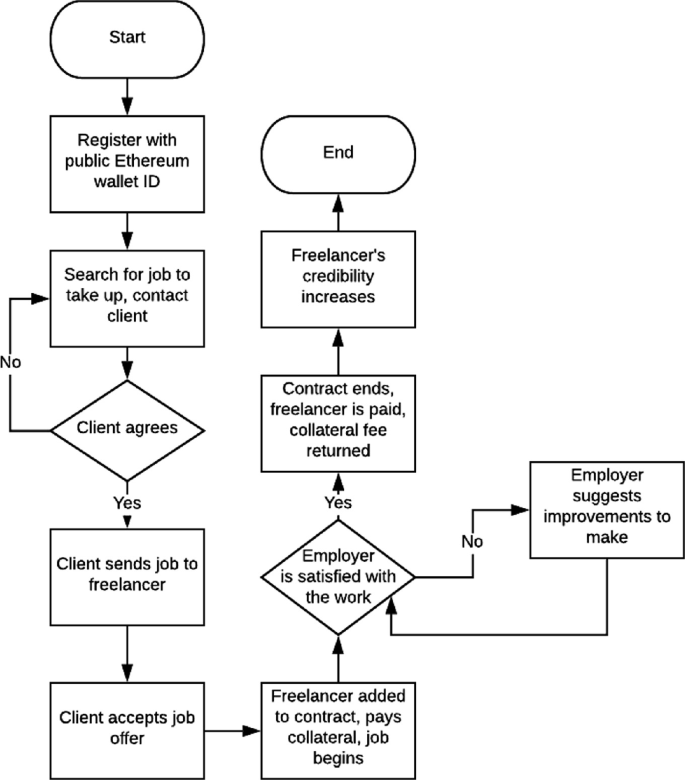 Start
Register with
public Ethereum
wallet ID
Search for job to
take up, contact
client
No
Client agrees
Yes
Client sends job to
freelancer
Client accepts job
offer
Freelancer added
to contract, pays
collateral, job
begins
Employer
is satisfied with
the work
No
Employer
suggests
improvements to
make
Yes
Contract ends,
freelancer is paid,
collateral fee
returned
Freelancer's
credibility
increases
End